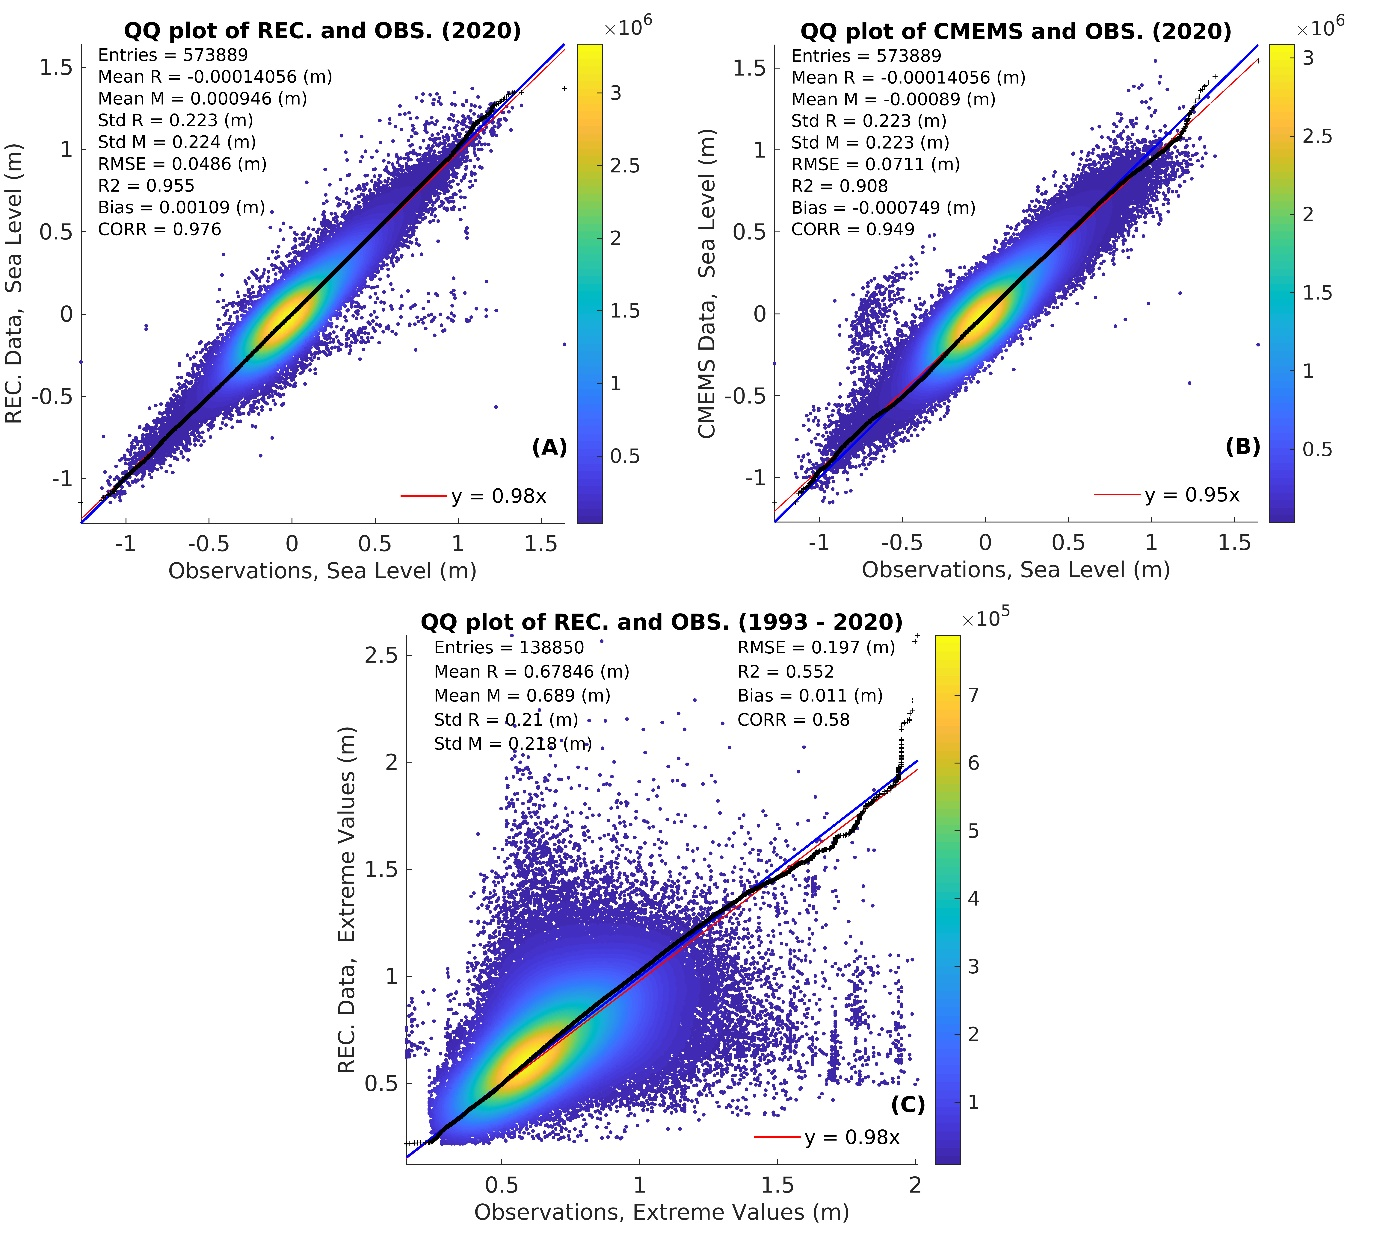 QQ plot of REC. and OBS. (2020)
×10^6
Entries = 573889
Mean R = -0.00014056 (m)
Mean M = 0.000946 (m)
Std R = 0.223 (m)
Std M = 0.224 (m)
RMSE = 0.0486 (m)
R2 = 0.955
Bias = 0.00109 (m)
CORR = 0.976
REC. Data, Sea Level (m)
1.5
1
0.5
0
-0.5
-1
(A)
y = 0.98x
-1 -0.5 0 0.5 1 1.5
Observations, Sea Level (m)
3
2.5
2
1.5
1
0.5
QQ plot of CMEMS and OBS. (2020)
×10^6
Entries = 573889
Mean R = -0.00014056 (m)
Mean M = -0.00089 (m)
Std R = 0.223 (m)
Std M = 0.223 (m)
RMSE = 0.0711 (m)
R2 = 0.908
Bias = -0.000749 (m)
CORR = 0.949
CMEMS Data, Sea Level (m)
1.5
1
0.5
0
-0.5
-1
(B)
y = 0.95x
-1 -0.5 0 0.5 1 1.5
Observations, Sea Level (m)
3
2.5
2
1.5
1
0.5
QQ plot of REC. and OBS. (1993 - 2020)
×10^5
Entries = 138850
Mean R = 0.67846 (m)
Mean M = 0.689 (m)
Std R = 0.21 (m)
Std M = 0.218 (m)
RMSE = 0.197 (m)
R2 = 0.552
Bias = 0.011 (m)
CORR = 0.58
REC. Data, Extreme Values (m)
2.5
2
1.5
1
0.5
(C)
y = 0.98x
0.5 1 1.5 2
Observations, Extreme Values (m)
7
6
5
4
3
2
1